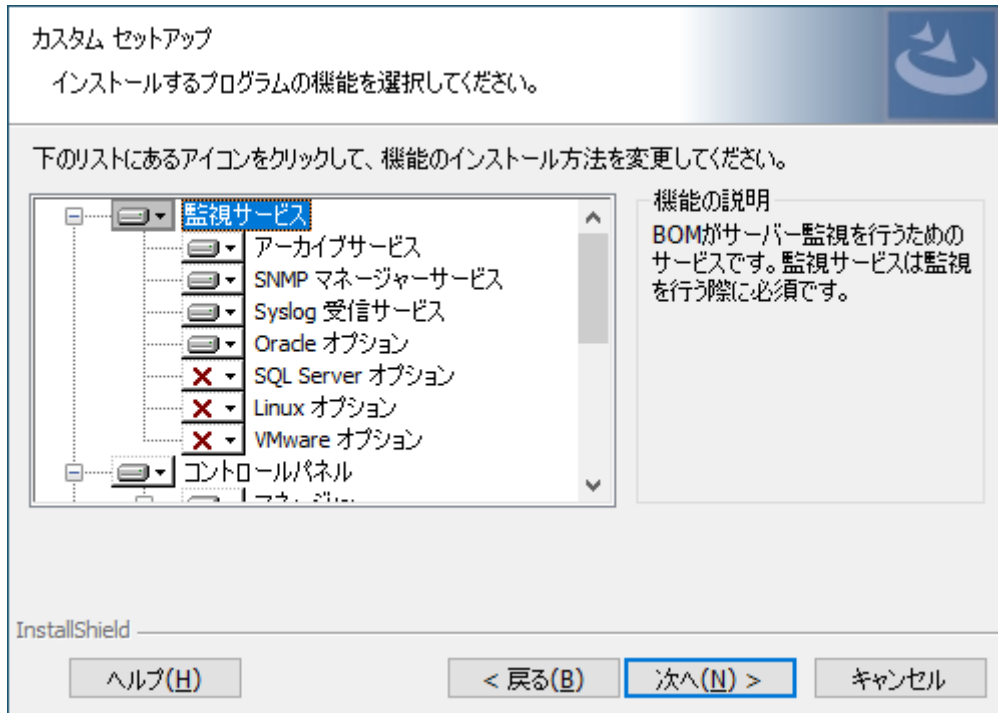 カスタム セットアップ
インストールするプログラムの機能を選択してください。
下のリストにあるアイコンをクリックして、機能のインストール方法を変更してください。
監視サービス
アーカイブサービス
SNMP マネージャーサービス
Syslog 受信サービス
Oracle オプション
SQL Server オプション
Linux オプション
VMware オプション
コントロールパネル
機能の説明
BOMがサーバー監視を行うための
サービスです。監視サービスは監視
を行う際に必須です。
InstallShield
ヘルプ(H)
< 戻る(B)
次へ(N) >
キャンセル